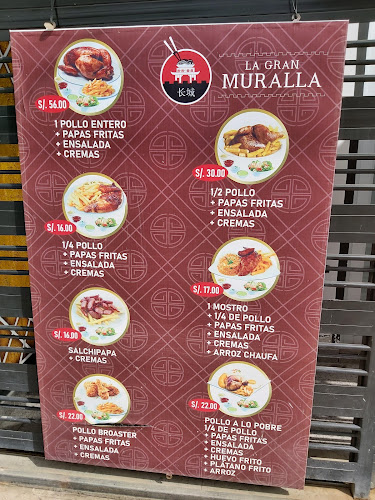 LA GRAN
MURALLA
长城
S/. 56.00
1 POLLO ENTERO
+ PAPAS FRITAS
+ ENSALADA
+ CREMAS
S/. 30.00
1/2 POLLO
+ PAPAS FRITAS
+ ENSALADA
+ CREMAS
S/. 16.00
1/4 POLLO
+ PAPAS FRITAS
+ ENSALADA
+ CREMAS
S/. 17.00
1 MOSTRO
+ 1/4 DE POLLO
+ PAPAS FRITAS
+ ENSALADA
+ CREMAS
+ ARROZ CHAUFA
S/. 16.00
SALCHIPAPA
+ CREMAS
S/. 22.00
POLLO BROASTER
+ PAPAS FRITAS
+ ENSALADA
+ CREMAS
S/. 22.00
POLLO A LO POBRE
1/4 DE POLLO
+ PAPAS FRITAS
+ ENSALADA
+ CREMAS
+ HUEVO FRITO
+ PLÁTANO FRITO
+ ARROZ